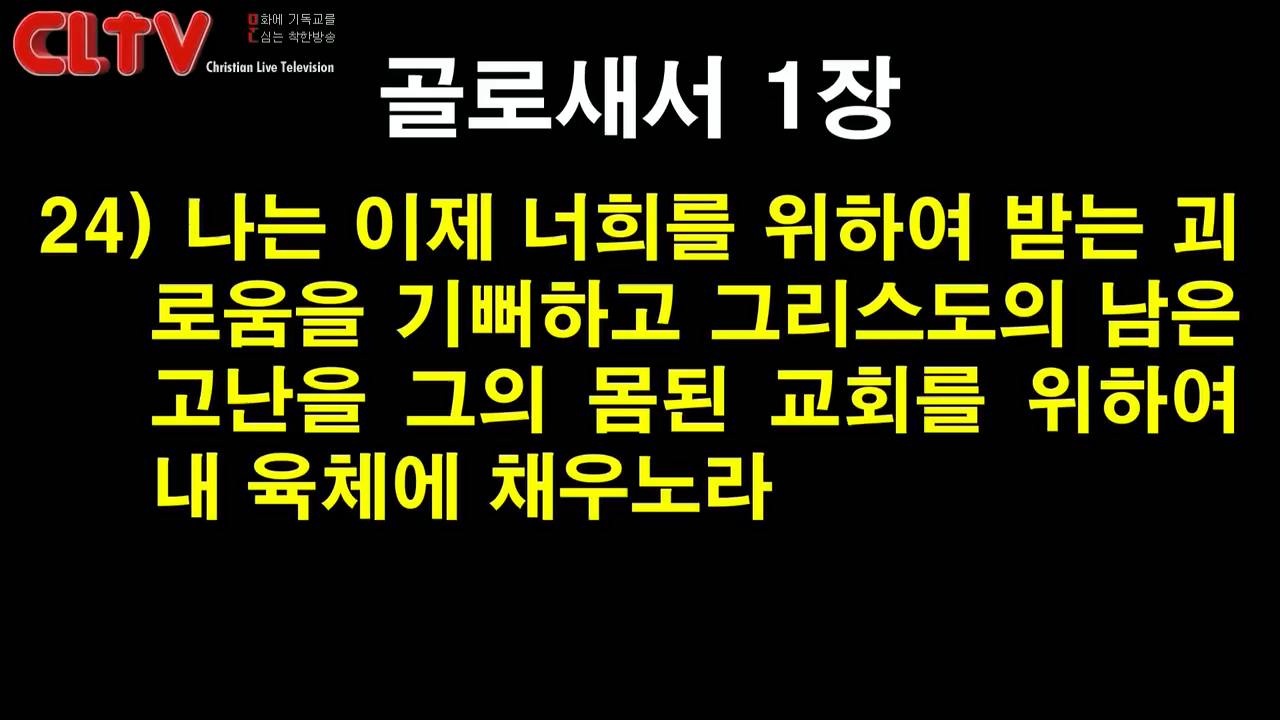 CLTV
문화에 기독교를
심는 착한방송
Christian Live Television
골로새서 1장
24) 나는 이제 너희를 위하여 받는 괴
로움을 기뻐하고 그리스도의 남은
고난을 그의 몸된 교회를 위하여
내 육체에 채우노라